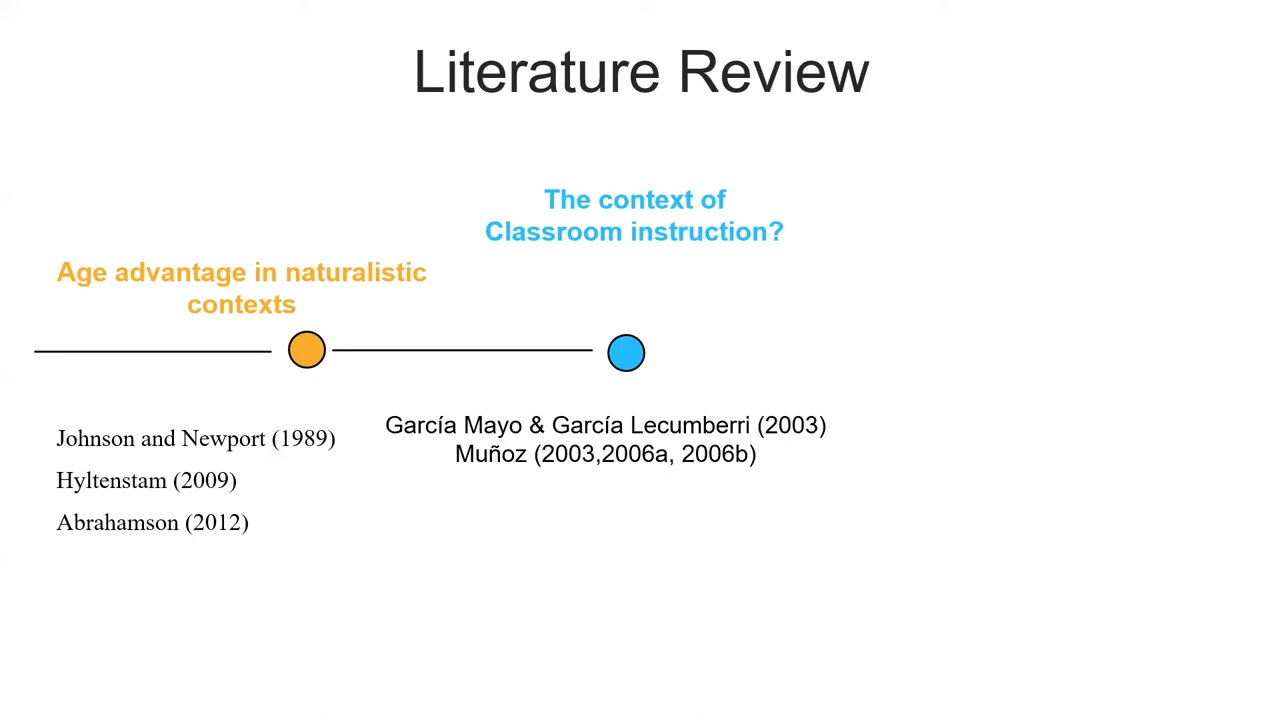 Literature Review
The context of
Classroom instruction?
Age advantage in naturalistic
contexts
Johnson and Newport (1989)
Hyltenstam (2009)
Abrahamson (2012)
García Mayo & García Lecumberri (2003)
Muñoz (2003,2006a, 2006b)